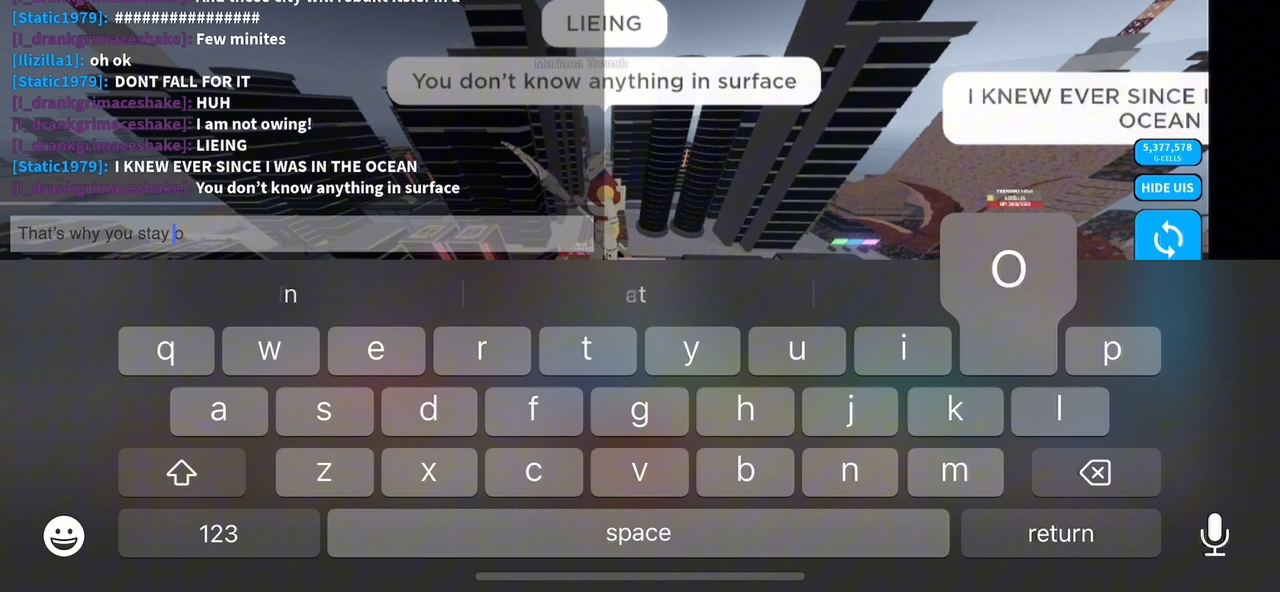 [Static1979]: ###############
[I_drankgrimaceshake]: Few minites
[Ilizilla1]: oh ok
[Static1979]: DONT FALL FOR IT
[I_drankgrimaceshake]: HUH
[I_drankgrimaceshake]: I am not owing!
[I_drankgrimaceshake]: LIEING
[Static1979]: I KNEW EVER SINCE I WAS IN THE OCEAN
[I_drankgrimaceshake]: You don’t know anything in surface
That’s why you stay o
LIEING
Mariana Trench
You don’t know anything in surface
I KNEW EVER SINCE I
OCEAN
5,377,578
G-CELLS
HIDE UIS
n
at
O
q w e r t y u i p
a s d f g h j k l
z x c v b n m
123
space
return